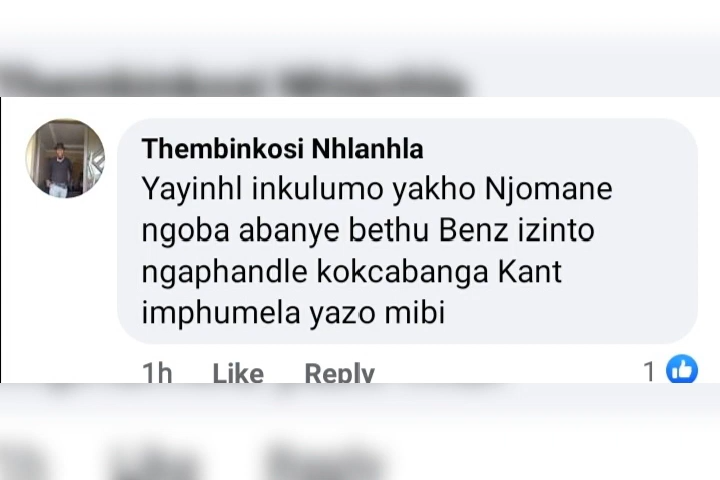 Thembinkosi Nhlanhla
Yayinhl inkulumo yakho Njomane
ngoba abanye bethu Benz izinto
ngaphandle kokcabanga Kant
imphumela yazo mibi
1h Like Reply 1